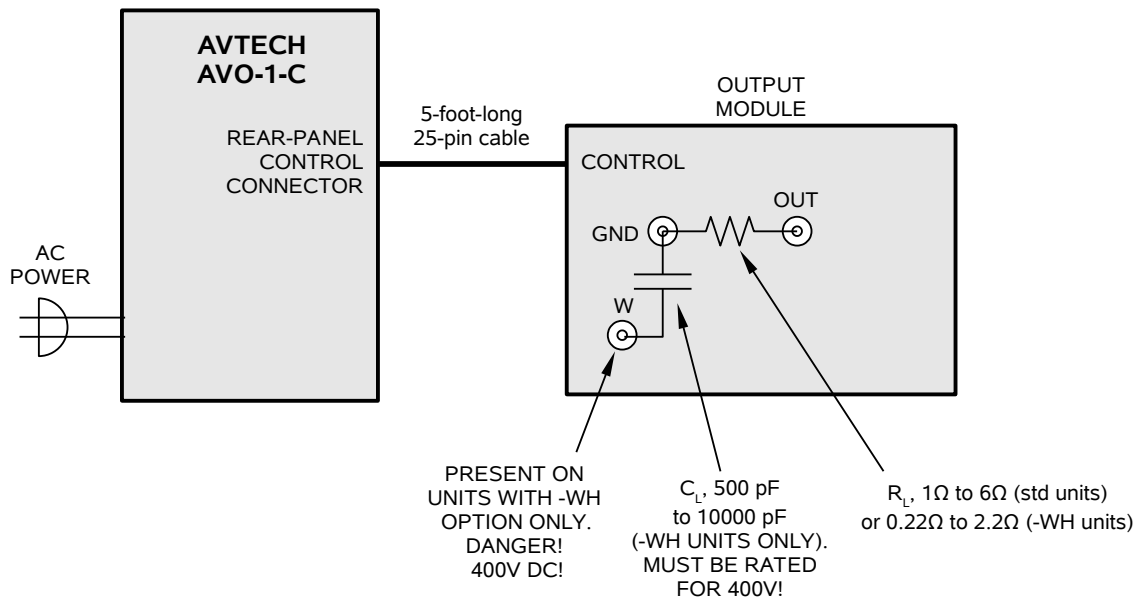 AVTECH
AVO-1-C
REAR-PANEL
CONTROL
CONNECTOR
AC
POWER
5-foot-long
25-pin cable
OUTPUT
MODULE
CONTROL
OUT
GND
W
PRESENT ON
UNITS WITH -WH
OPTION ONLY.
DANGER!
400V DC!
C_L, 500 pF
to 10000 pF
(-WH UNITS ONLY).
MUST BE RATED
FOR 400V!
R_L, 1Ω to 6Ω (std units)
or 0.22Ω to 2.2Ω (-WH units)